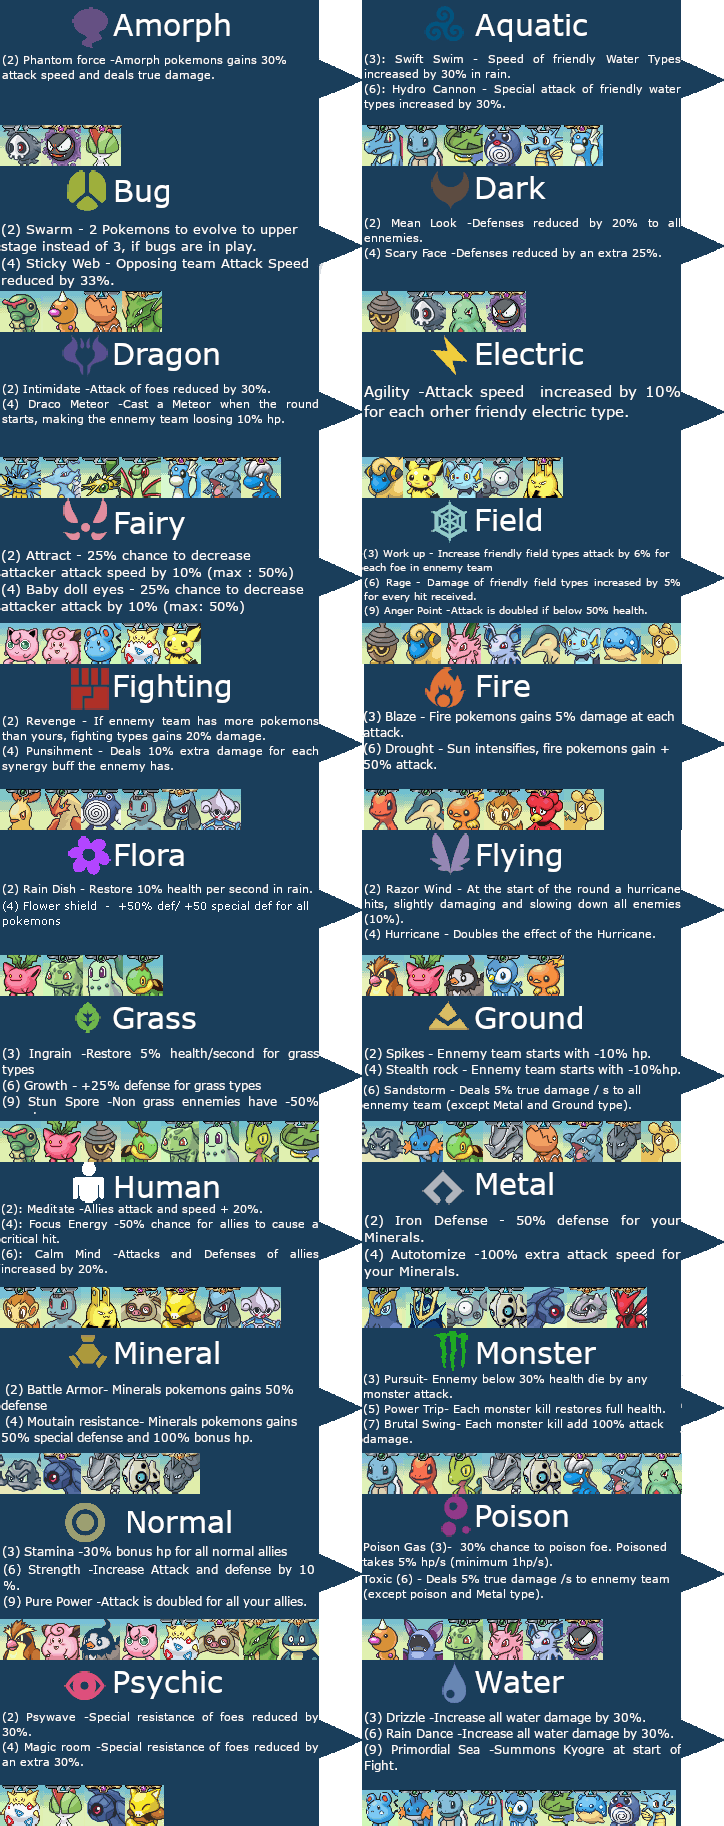 Amorph
(2) Phantom force -Amorph pokemons gains 30%
attack speed and deals true damage.
Aquatic
(3): Swift Swim - Speed of friendly Water Types
increased by 30% in rain.
(6): Hydro Cannon - Special attack of friendly water
types increased by 30%.
Bug
(2) Swarm - 2 Pokemons to evolve to upper
stage instead of 3, if bugs are in play.
(4) Sticky Web - Opposing team Attack Speed
reduced by 33%.
Dark
(2) Mean Look -Defenses reduced by 20% to all
ennemies.
(4) Scary Face -Defenses reduced by an extra 25%.
Dragon
(2) Intimidate -Attack of foes reduced by 30%.
(4) Draco Meteor -Cast a Meteor when the round
starts, making the ennemy team loosing 10% hp.
Electric
Agility -Attack speed increased by 10%
for each orher friendy electric type.
Fairy
(2) Attract - 25% chance to decrease
attacker attack speed by 10% (max : 50%)
(4) Baby doll eyes - 25% chance to decrease
attacker attack by 10% (max: 50%)
Field
(3) Work up - Increase friendly field types attack by 6% for
each foe in ennemy team
(6) Rage - Damage of friendly field types increased by 5%
for every hit received.
(9) Anger Point -Attack is doubled if below 50% health.
Fighting
(2) Revenge - If ennemy team has more pokemons
than yours, fighting types gains 20% damage.
(4) Punsihment - Deals 10% extra damage for each
synergy buff the ennemy has.
Fire
(3) Blaze - Fire pokemons gains 5% damage at each
attack.
(6) Drought - Sun intensifies, fire pokemons gain +
50% attack.
Flora
(2) Rain Dish - Restore 10% health per second in rain.
(4) Flower shield - +50% def/ +50 special def for all
pokemons
Flying
(2) Razor Wind - At the start of the round a hurricane
hits, slightly damaging and slowing down all enemies
(10%).
(4) Hurricane - Doubles the effect of the Hurricane.
Grass
(3) Ingrain -Restore 5% health/second for grass
types
(6) Growth - +25% defense for grass types
(9) Stun Spore -Non grass ennemies have -50%
Ground
(2) Spikes - Ennemy team starts with -10% hp.
(4) Stealth rock - Ennemy team starts with -10%hp.
(6) Sandstorm - Deals 5% true damage / s to all
ennemy team (except Metal and Ground type).
Human
(2): Meditate -Allies attack and speed + 20%.
(4): Focus Energy -50% chance for allies to cause a
critical hit.
(6): Calm Mind -Attacks and Defenses of allies
increased by 20%.
Metal
(2) Iron Defense - 50% defense for your
Minerals.
(4) Autotomize -100% extra attack speed for
your Minerals.
Mineral
(2) Battle Armor- Minerals pokemons gains 50%
defense
(4) Moutain resistance- Minerals pokemons gains
50% special defense and 100% bonus hp.
Monster
(3) Pursuit- Ennemy below 30% health die by any
monster attack.
(5) Power Trip- Each monster kill restores full health.
(7) Brutal Swing- Each monster kill add 100% attack
damage.
Normal
(3) Stamina -30% bonus hp for all normal allies
(6) Strength -Increase Attack and defense by 10
%.
(9) Pure Power -Attack is doubled for all your allies.
Poison
Poison Gas (3)- 30% chance to poison foe. Poisoned
takes 5% hp/s (minimum 1hp/s).
Toxic (6) - Deals 5% true damage /s to ennemy team
(except poison and Metal type).
Psychic
(2) Psywave -Special resistance of foes reduced by
30%.
(4) Magic room -Special resistance of foes reduced by
an extra 30%.
Water
(3) Drizzle -Increase all water damage by 30%.
(6) Rain Dance -Increase all water damage by 30%.
(9) Primordial Sea -Summons Kyogre at start of
Fight.